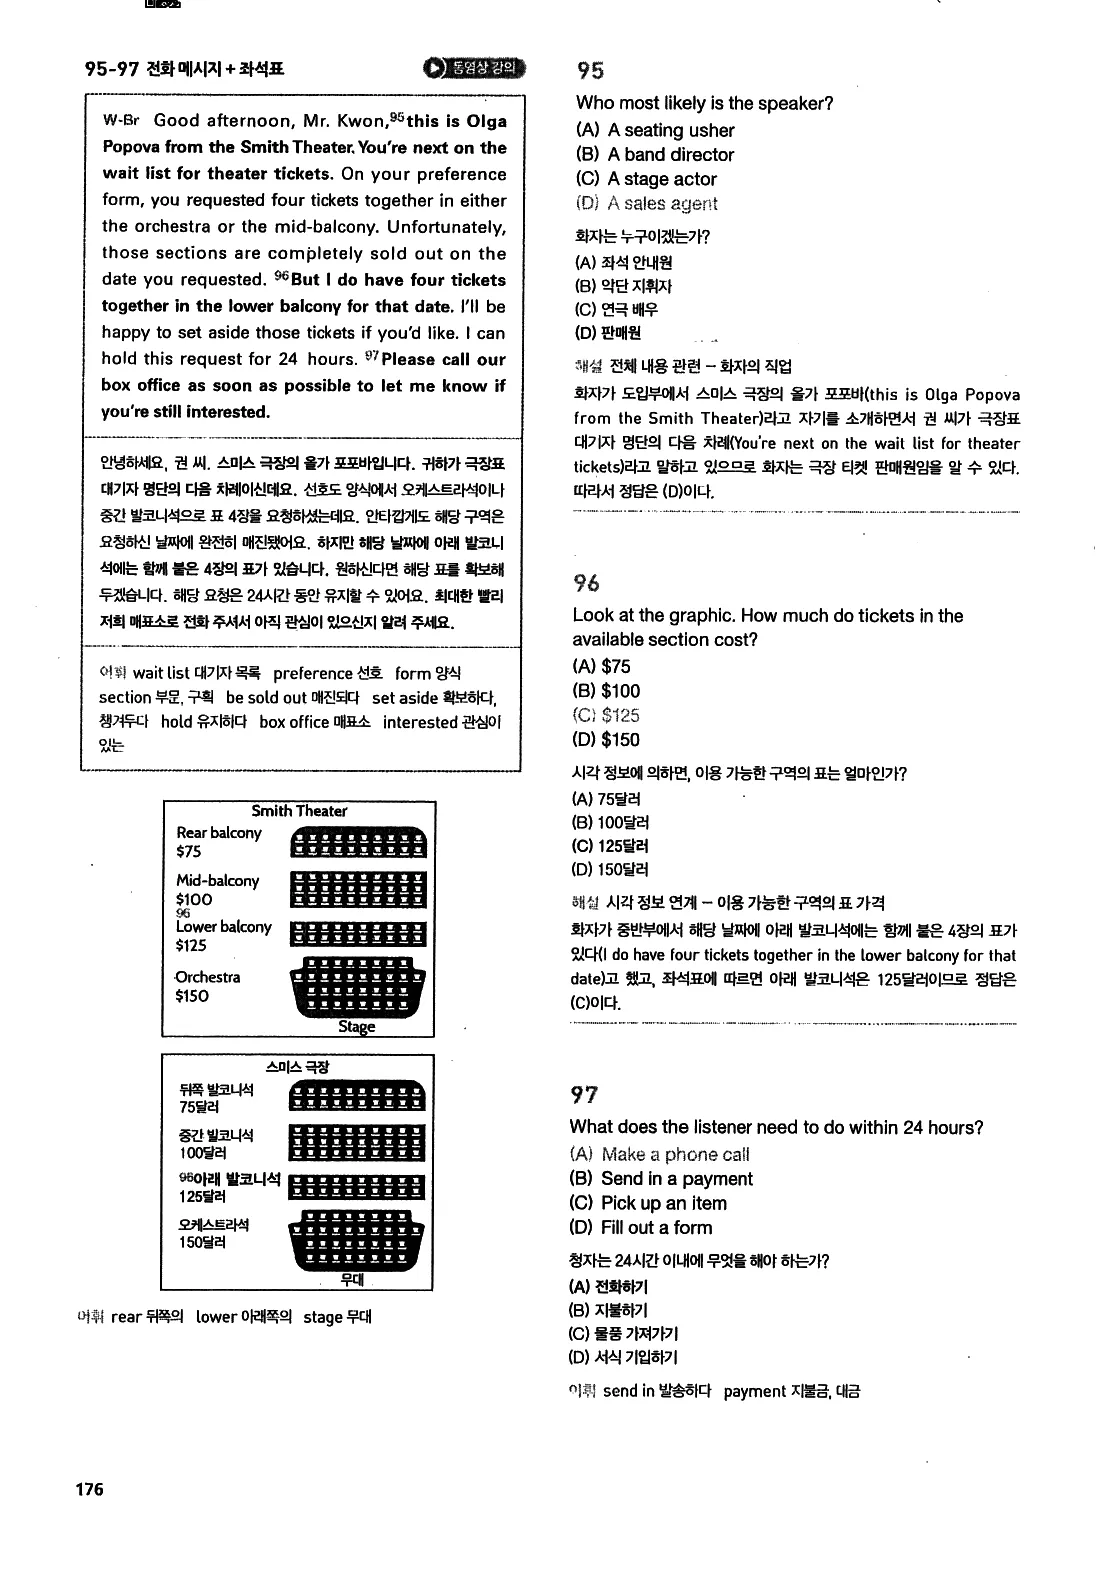 95-97 전화 메시지 + 좌석표
동영상 강의
W-Br Good afternoon, Mr. Kwon, 95this is Olga
Popova from the Smith Theater. You're next on the
wait list for theater tickets. On your preference
form, you requested four tickets together in either
the orchestra or the mid-balcony. Unfortunately,
those sections are completely sold out on the
date you requested. 96But I do have four tickets
together in the lower balcony for that date. I'll be
happy to set aside those tickets if you'd like. I can
hold this request for 24 hours. 97Please call our
box office as soon as possible to let me know if
you're still interested.
안녕하세요, 권 씨. 스미스 극장의 올가 포포바입니다. 귀하가 극장표
대기자 명단의 다음 차례이신데요. 선호도 양식에서 오케스트라석이나
중간 발코니석으로 표 4장을 요청하셨는데요. 안타깝게도 해당 구역은
요청하신 날짜에 완전히 매진됐어요. 하지만 해당 날짜에 아래 발코니
석에는 함께 붙은 4장의 표가 있습니다. 원하신다면 해당 표를 확보해
두겠습니다. 해당 요청은 24시간 동안 유지할 수 있어요. 최대한 빨리
저희 매표소로 전화 주셔서 아직 관심이 있으신지 알려 주세요.
어휘 wait list 대기자 목록 preference 선호 form 양식
section 부문, 구획 be sold out 매진되다 set aside 확보하다,
챙겨두다 hold 유지하다 box office 매표소 interested 관심이
있는
Smith Theater
Rear balcony
$75
Mid-balcony
$100
96
Lower balcony
$125
Orchestra
$150
Stage
스미스 극장
뒤쪽 발코니석
75달러
중간 발코니석
100달러
96아래 발코니석
125달러
오케스트라석
150달러
무대
어휘 rear 뒤쪽의 lower 아래쪽의 stage 무대
176
95
Who most likely is the speaker?
(A) A seating usher
(B) A band director
(C) A stage actor
(D) A sales agent
화자는 누구이겠는가?
(A) 좌석 안내원
(B) 악단 지휘자
(C) 연극 배우
(D) 판매원
해설 전체 내용 관련 – 화자의 직업
화자가 도입부에서 스미스 극장의 올가 포포바(this is Olga Popova
from the Smith Theater)라고 자기를 소개하면서 권 씨가 극장표
대기자 명단의 다음 차례(You're next on the wait list for theater
tickets)라고 말하고 있으므로 화자는 극장 티켓 판매원임을 알 수 있다.
따라서 정답은 (D)이다.
96
Look at the graphic. How much do tickets in the
available section cost?
(A) $75
(B) $100
(C) $125
(D) $150
시각 정보에 의하면, 이용 가능한 구역의 표는 얼마인가?
(A) 75달러
(B) 100달러
(C) 125달러
(D) 150달러
해설 시각 정보 연계 – 이용 가능한 구역의 표 가격
화자가 중반부에서 해당 날짜에 아래 발코니석에는 함께 붙은 4장의 표가
있다(I do have four tickets together in the lower balcony for that
date)고 했고, 좌석표에 따르면 아래 발코니석은 125달러이므로 정답은
(C)이다.
97
What does the listener need to do within 24 hours?
(A) Make a phone call
(B) Send in a payment
(C) Pick up an item
(D) Fill out a form
청자는 24시간 이내에 무엇을 해야 하는가?
(A) 전화하기
(B) 지불하기
(C) 물품 가져가기
(D) 서식 기입하기
어휘 send in 발송하다 payment 지불금, 대금